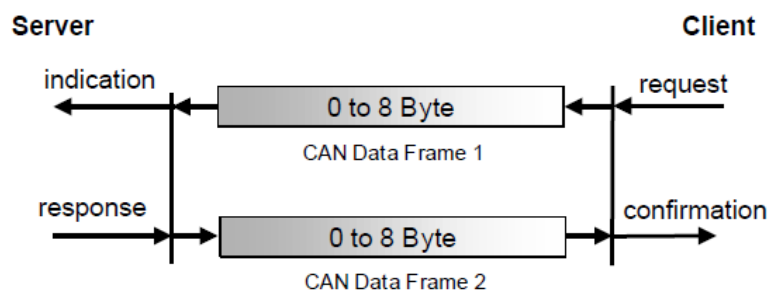 Server Client
indication request
0 to 8 Byte
CAN Data Frame 1
response confirmation
0 to 8 Byte
CAN Data Frame 2